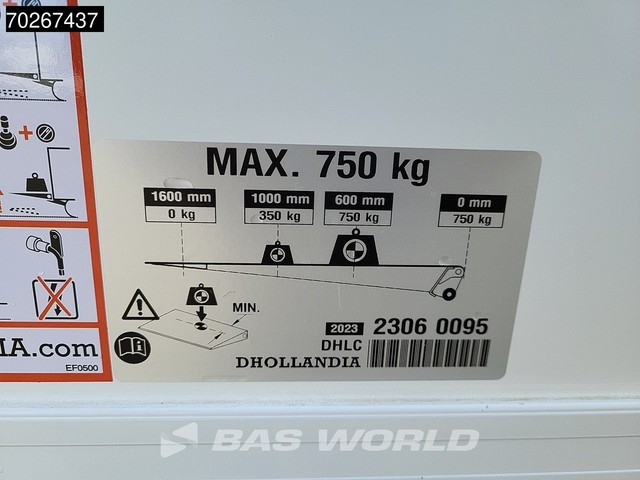 70267437
MAX. 750 kg
1600 mm 1000 mm 600 mm 0 mm
0 kg 350 kg 750 kg 750 kg
MIN.
2023 2306 0095
DHLC
DHOLLANDIA
IA.com
EF0500
BAS WORLD